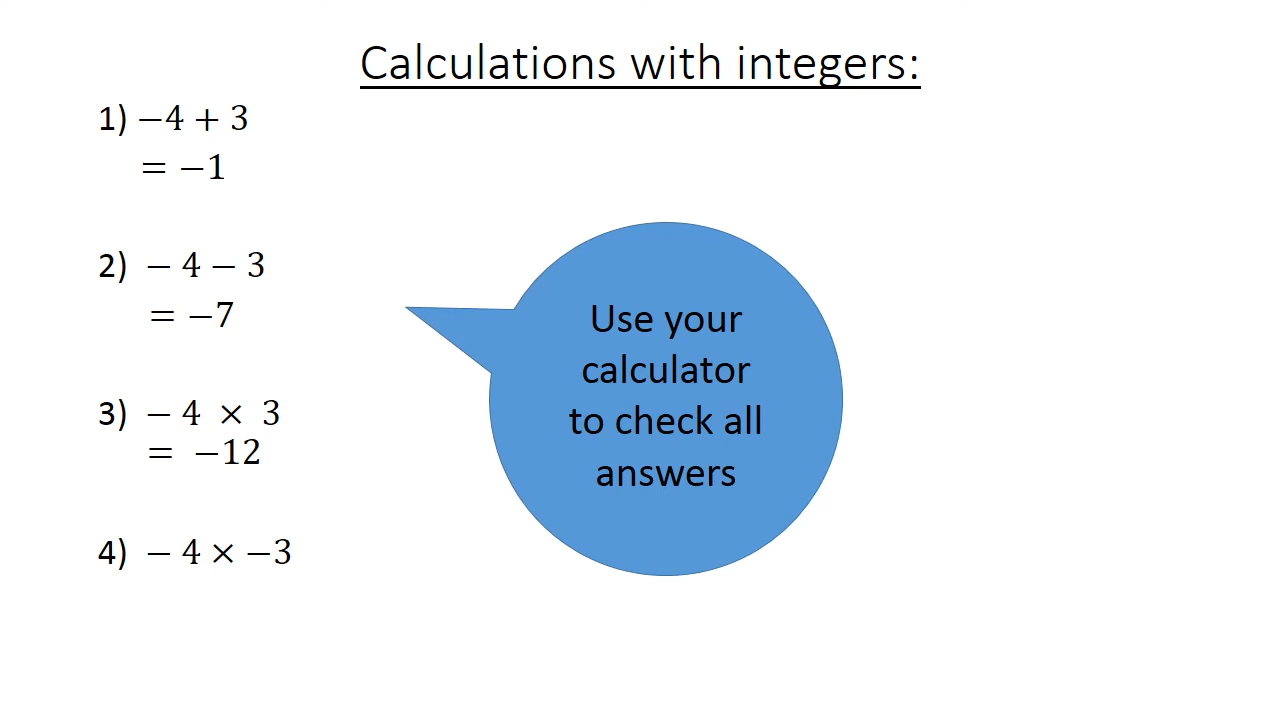 Calculations with integers:
1) −4 + 3
= −1
2) − 4 − 3
= −7
3) − 4 × 3
= −12
4) − 4 × −3
Use your
calculator
to check all
answers